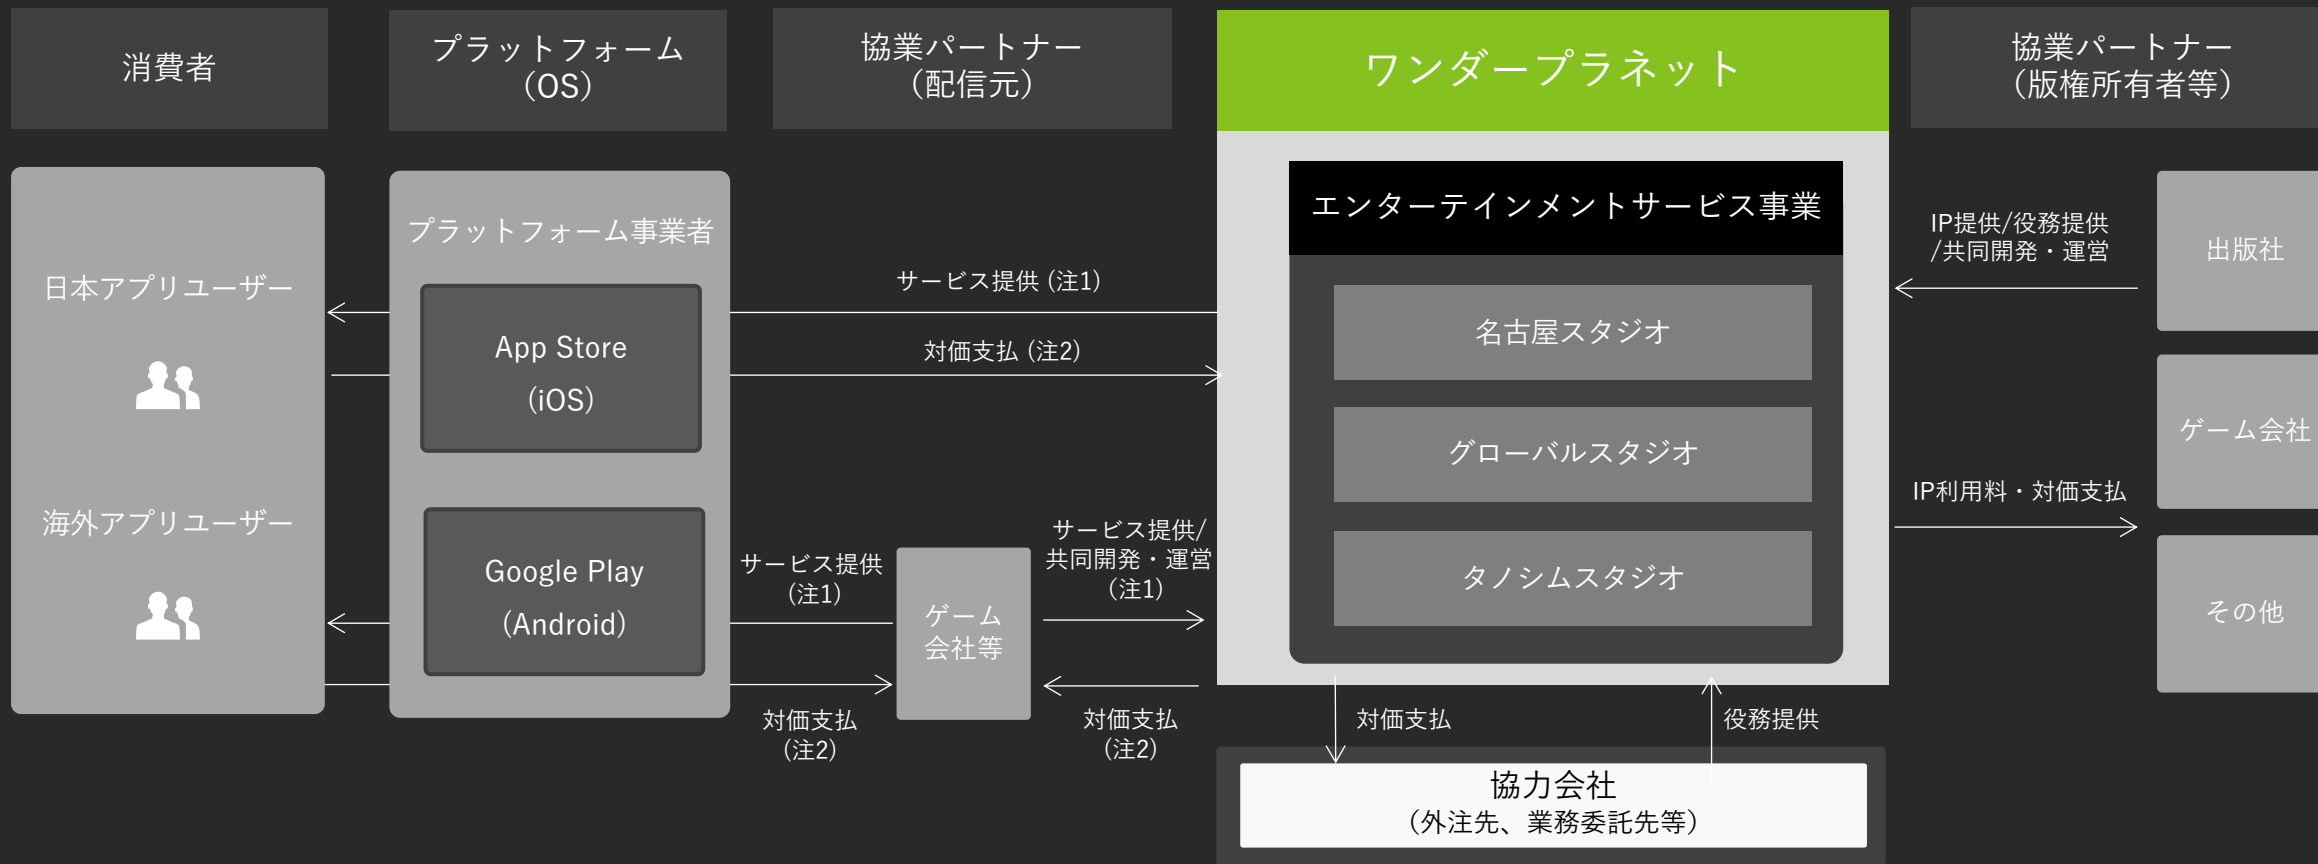 消費者
プラットフォーム
（OS）
協業パートナー
（配信元）
ワンダープラネット
協業パートナー
（版権所有者等）
日本アプリユーザー
海外アプリユーザー
プラットフォーム事業者
App Store
（iOS）
Google Play
（Android）
サービス提供 (注1)
対価支払 (注2)
サービス提供
(注1)
対価支払
(注2)
ゲーム
会社等
サービス提供/
共同開発・運営
(注1)
対価支払
(注2)
エンターテインメントサービス事業
名古屋スタジオ
グローバルスタジオ
タノシムスタジオ
対価支払
役務提供
協力会社
（外注先、業務委託先等）
IP提供/役務提供
/共同開発・運営
IP利用料・対価支払
出版社
ゲーム会社
その他